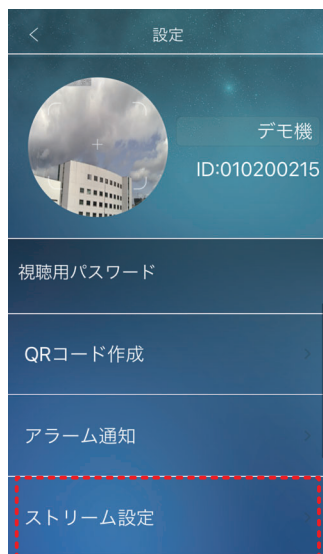 設定
デモ機
ID:010200215
視聴用パスワード
QRコード作成
アラーム通知
ストリーム設定